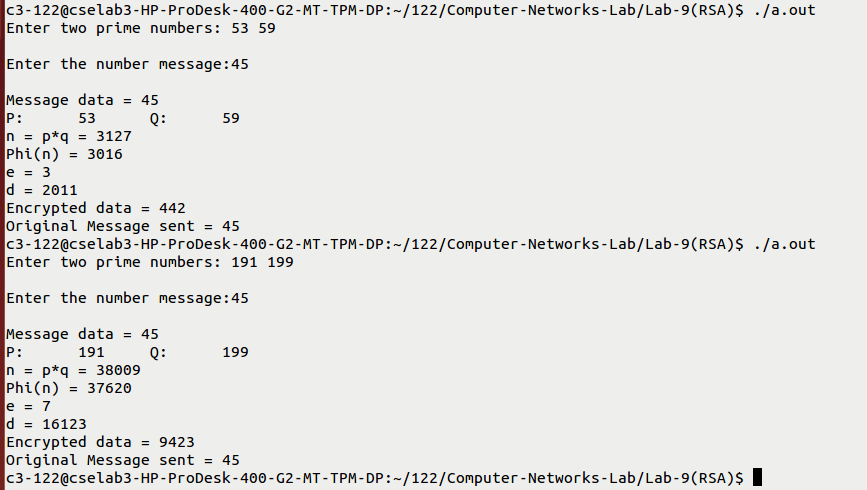 c3-122@cselab3-HP-ProDesk-400-G2-MT-TPM-DP:~/122/Computer-Networks-Lab/Lab-9(RSA)$ ./a.out
Enter two prime numbers: 53 59
Enter the number message:45
Message data = 45
P: 53 Q: 59
n = p*q = 3127
Phi(n) = 3016
e = 3
d = 2011
Encrypted data = 442
Original Message sent = 45
c3-122@cselab3-HP-ProDesk-400-G2-MT-TPM-DP:~/122/Computer-Networks-Lab/Lab-9(RSA)$ ./a.out
Enter two prime numbers: 191 199
Enter the number message:45
Message data = 45
P: 191 Q: 199
n = p*q = 38009
Phi(n) = 37620
e = 7
d = 16123
Encrypted data = 9423
Original Message sent = 45
c3-122@cselab3-HP-ProDesk-400-G2-MT-TPM-DP:~/122/Computer-Networks-Lab/Lab-9(RSA)$